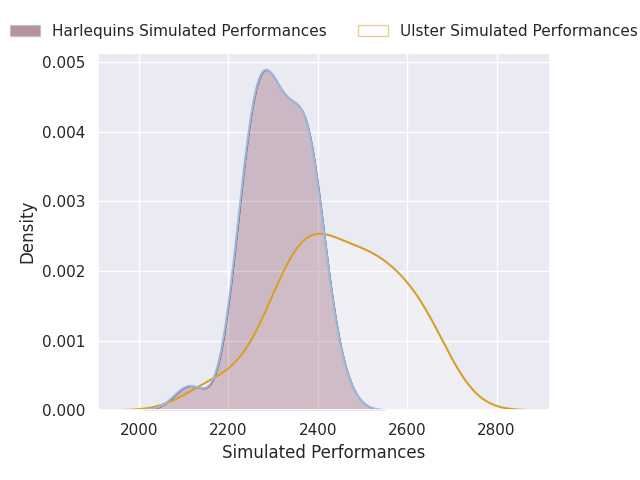 Harlequins Simulated Performances
Ulster Simulated Performances
0.005
0.004
0.003
0.002
0.001
0.000
Density
2000
2200
2400
2600
2800
Simulated Performances